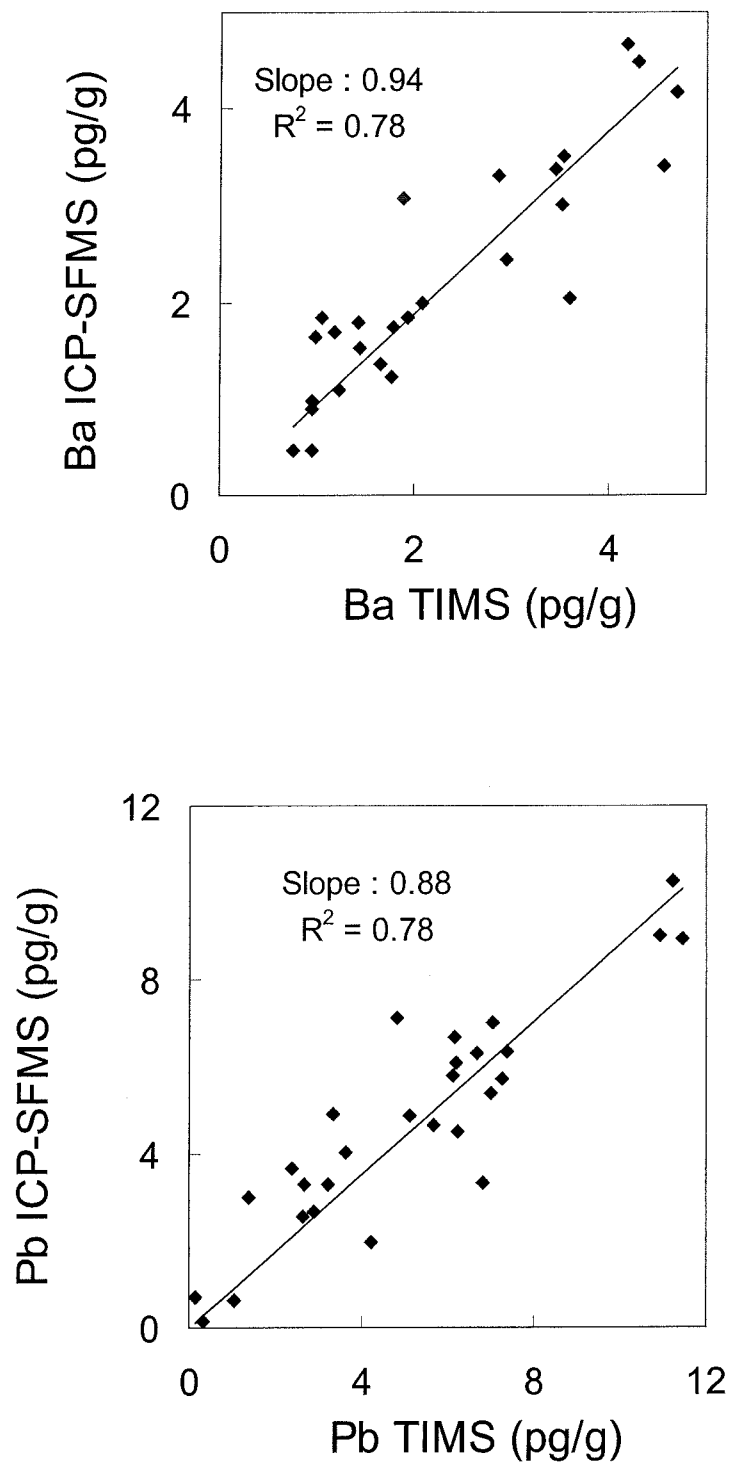 Slope : 0.94
R² = 0.78
Ba ICP-SFMS (pg/g)
4
2
0
0 2 4
Ba TIMS (pg/g)
12
Slope : 0.88
R² = 0.78
Pb ICP-SFMS (pg/g)
8
4
0
0 4 8 12
Pb TIMS (pg/g)